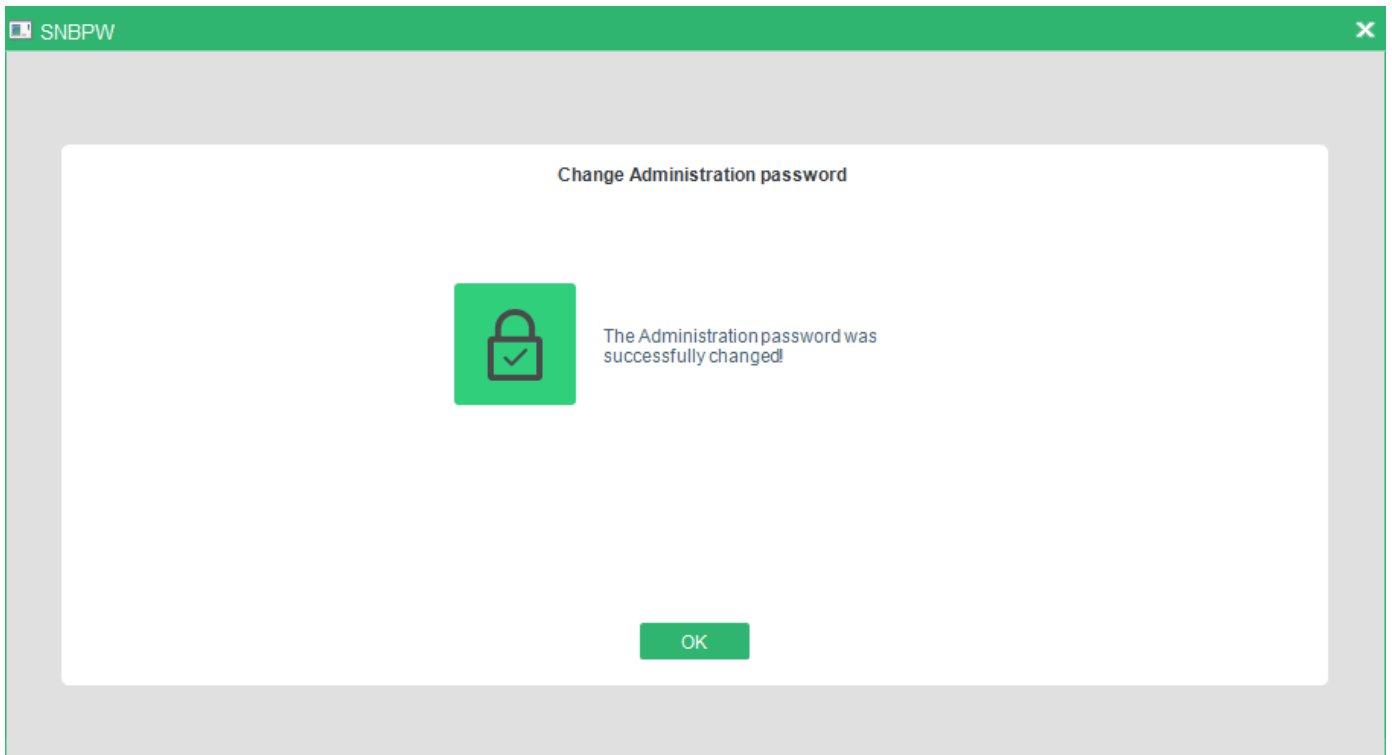 SNBPW
Change Administration password
The Administration password was
successfully changed!
OK